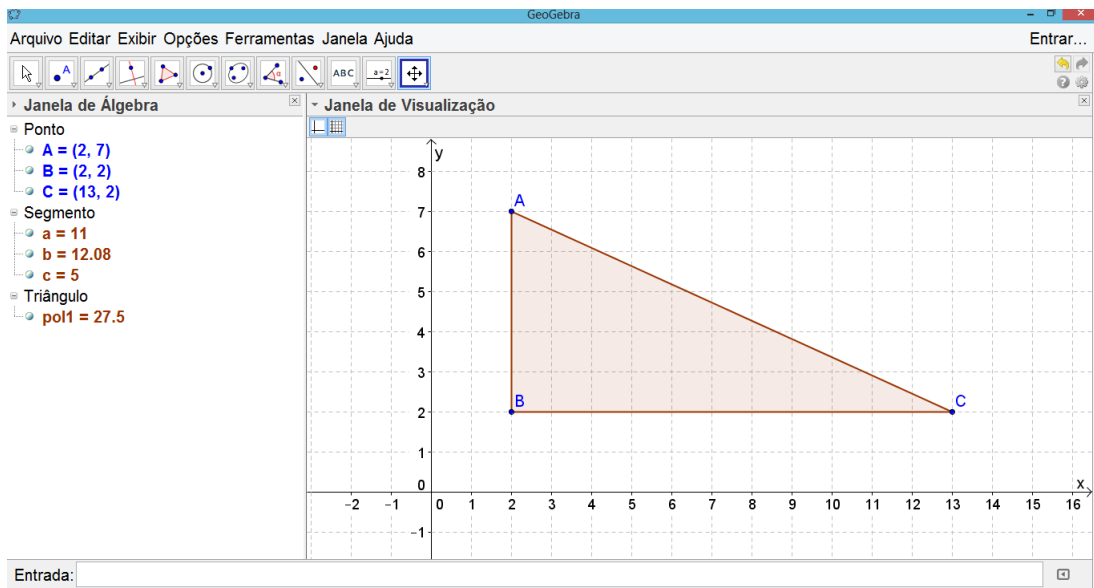 GeoGebra
Arquivo Editar Exibir Opções Ferramentas Janela Ajuda
Entrar...
A
α
ABC
a=2
Janela de Álgebra
Ponto
A = (2, 7)
B = (2, 2)
C = (13, 2)
Segmento
a = 11
b = 12.08
c = 5
Triângulo
pol1 = 27.5
Janela de Visualização
y
8
7
6
5
4
3
2
1
0
-1
A
B
C
x
-2 -1 0 1 2 3 4 5 6 7 8 9 10 11 12 13 14 15 16
Entrada: